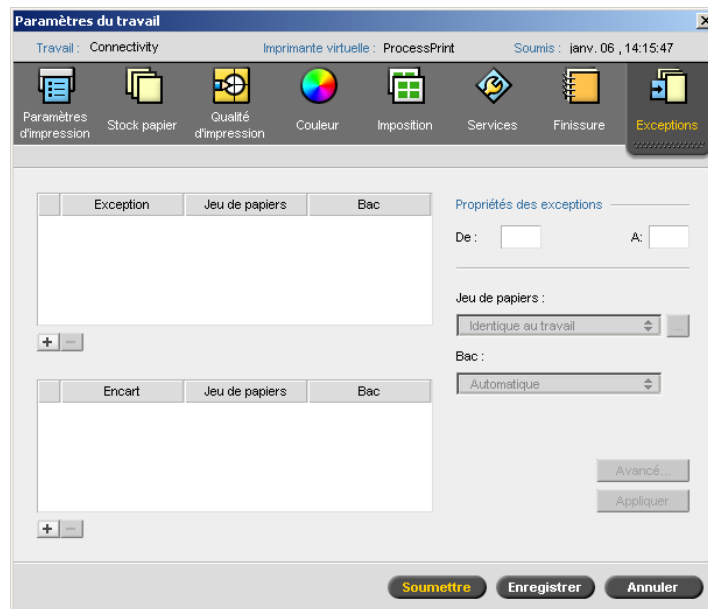 Paramètres du travail
Travail : Connectivity Imprimante virtuelle : ProcessPrint Soumis : janv. 06 , 14:15:47
Paramètres d'impression
Stock papier
Qualité d'impression
Couleur
Imposition
Services
Finissure
Exceptions
Exception Jeu de papiers Bac
Propriétés des exceptions
De : A:
Jeu de papiers :
Identique au travail ...
+ −
Bac :
Automatique
Encart Jeu de papiers Bac
Avancé...
Appliquer
+ −
Soumettre Enregistrer Annuler